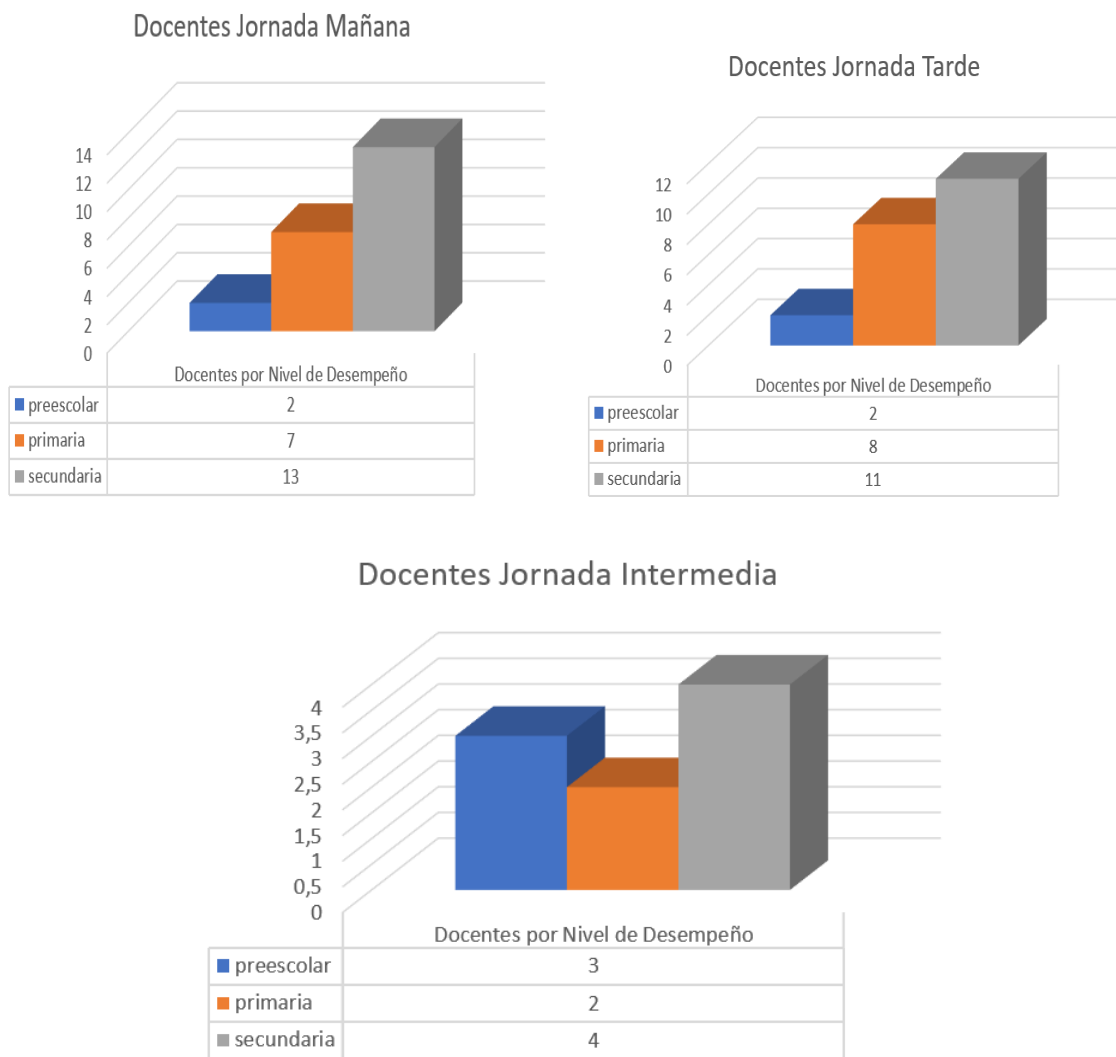 Docentes Jornada Mañana
14
12
10
8
6
4
2
0
Docentes por Nivel de Desempeño
preescolar 2
primaria 7
secundaria 13
Docentes Jornada Tarde
12
10
8
6
4
2
0
Docentes por Nivel de Desempeño
preescolar 2
primaria 8
secundaria 11
Docentes Jornada Intermedia
4
3,5
3
2,5
2
1,5
1
0,5
0
Docentes por Nivel de Desempeño
preescolar 3
primaria 2
secundaria 4